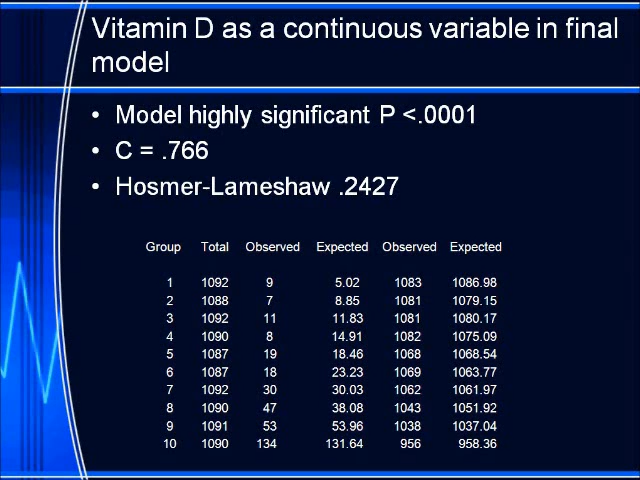 Vitamin D as a continuous variable in final
model
• Model highly significant P <.0001
• C = .766
• Hosmer-Lameshaw .2427
Group Total Observed Expected Observed Expected
1 1092 9 5.02 1083 1086.98
2 1088 7 8.85 1081 1079.15
3 1092 11 11.83 1081 1080.17
4 1090 8 14.91 1082 1075.09
5 1087 19 18.46 1068 1068.54
6 1087 18 23.23 1069 1063.77
7 1092 30 30.03 1062 1061.97
8 1090 47 38.08 1043 1051.92
9 1091 53 53.96 1038 1037.04
10 1090 134 131.64 956 958.36